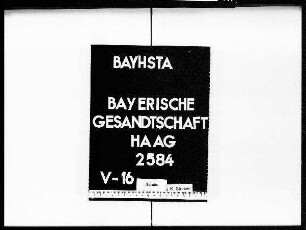 BAYHSTA
BAYERISCHE
GESANDTSCHAFT
HAAG
2584
V-16